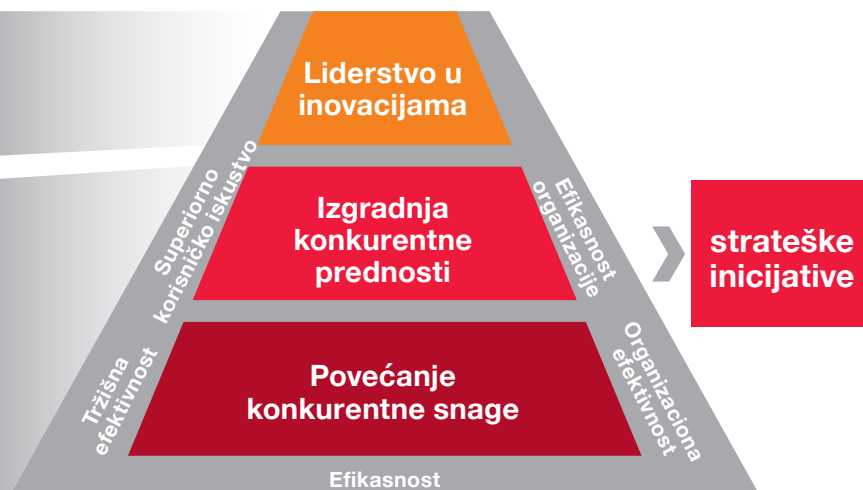 Liderstvo u
inovacijama
Superiorno
korisničko iskustvo
Izgradnja
konkurentne
prednosti
Efikasnost
organizacije
strateške
inicijative
Tržišna
efektivnost
Povećanje
konkurentne snage
Organizaciona
efektivnost
Efikasnost